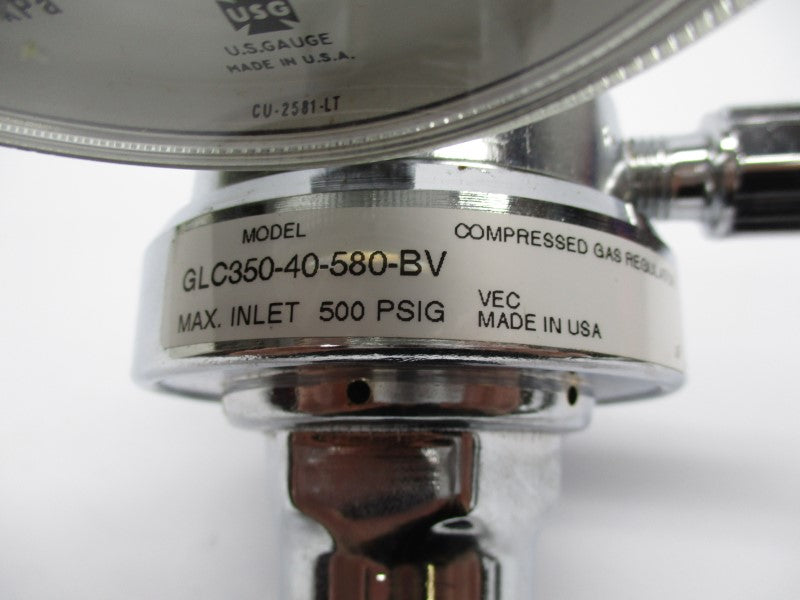 USG
U.S.GAUGE
MADE IN U.S.A.
CU-2581-LT
MODEL
GLC350-40-580-BV
MAX. INLET 500 PSIG
COMPRESSED GAS REGULATOR
VEC
MADE IN USA